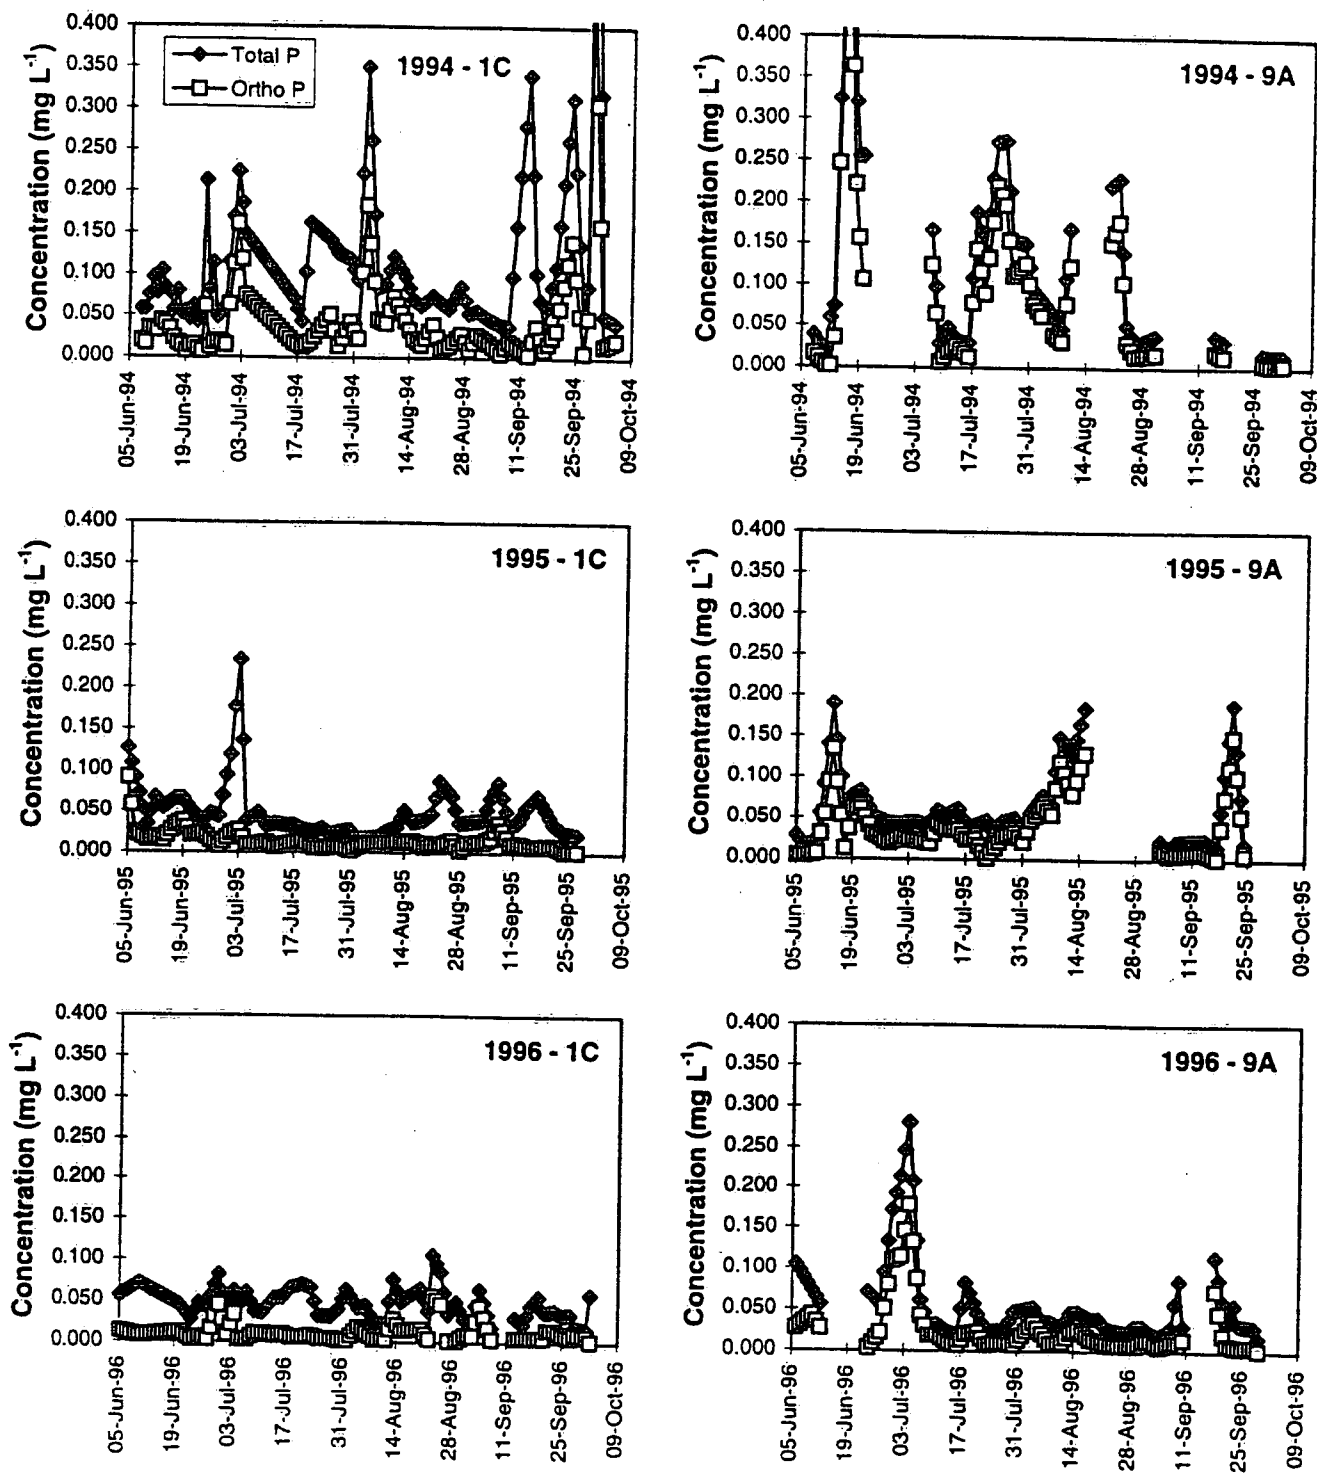 1994 - 1C
Total P
Ortho P
Concentration (mg L-1)
0.400
0.350
0.300
0.250
0.200
0.150
0.100
0.050
0.000
05-Jun-94
19-Jun-94
03-Jul-94
17-Jul-94
31-Jul-94
14-Aug-94
28-Aug-94
11-Sep-94
25-Sep-94
09-Oct-94
1994 - 9A
Concentration (mg L-1)
0.400
0.350
0.300
0.250
0.200
0.150
0.100
0.050
0.000
05-Jun-94
19-Jun-94
03-Jul-94
17-Jul-94
31-Jul-94
14-Aug-94
28-Aug-94
11-Sep-94
25-Sep-94
09-Oct-94
1995 - 1C
Concentration (mg L-1)
0.400
0.350
0.300
0.250
0.200
0.150
0.100
0.050
0.000
05-Jun-95
19-Jun-95
03-Jul-95
17-Jul-95
31-Jul-95
14-Aug-95
28-Aug-95
11-Sep-95
25-Sep-95
09-Oct-95
1995 - 9A
Concentration (mg L-1)
0.400
0.350
0.300
0.250
0.200
0.150
0.100
0.050
0.000
05-Jun-95
19-Jun-95
03-Jul-95
17-Jul-95
31-Jul-95
14-Aug-95
28-Aug-95
11-Sep-95
25-Sep-95
09-Oct-95
1996 - 1C
Concentration (mg L-1)
0.400
0.350
0.300
0.250
0.200
0.150
0.100
0.050
0.000
05-Jun-96
19-Jun-96
03-Jul-96
17-Jul-96
31-Jul-96
14-Aug-96
28-Aug-96
11-Sep-96
25-Sep-96
09-Oct-96
1996 - 9A
Concentration (mg L-1)
0.400
0.350
0.300
0.250
0.200
0.150
0.100
0.050
0.000
05-Jun-96
19-Jun-96
03-Jul-96
17-Jul-96
31-Jul-96
14-Aug-96
28-Aug-96
11-Sep-96
25-Sep-96
09-Oct-96